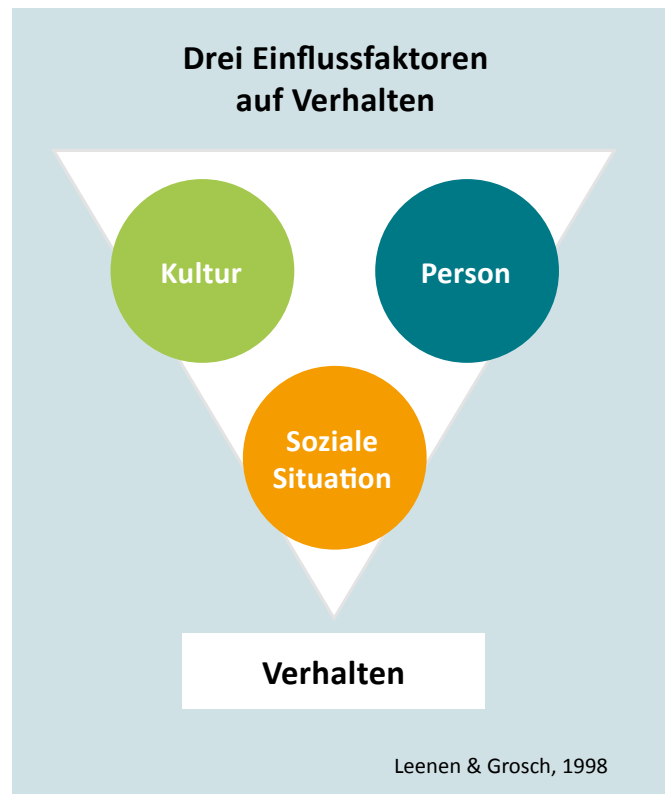 Drei Einflussfaktoren
auf Verhalten
Kultur
Person
Soziale
Situation
Verhalten
Leenen & Grosch, 1998